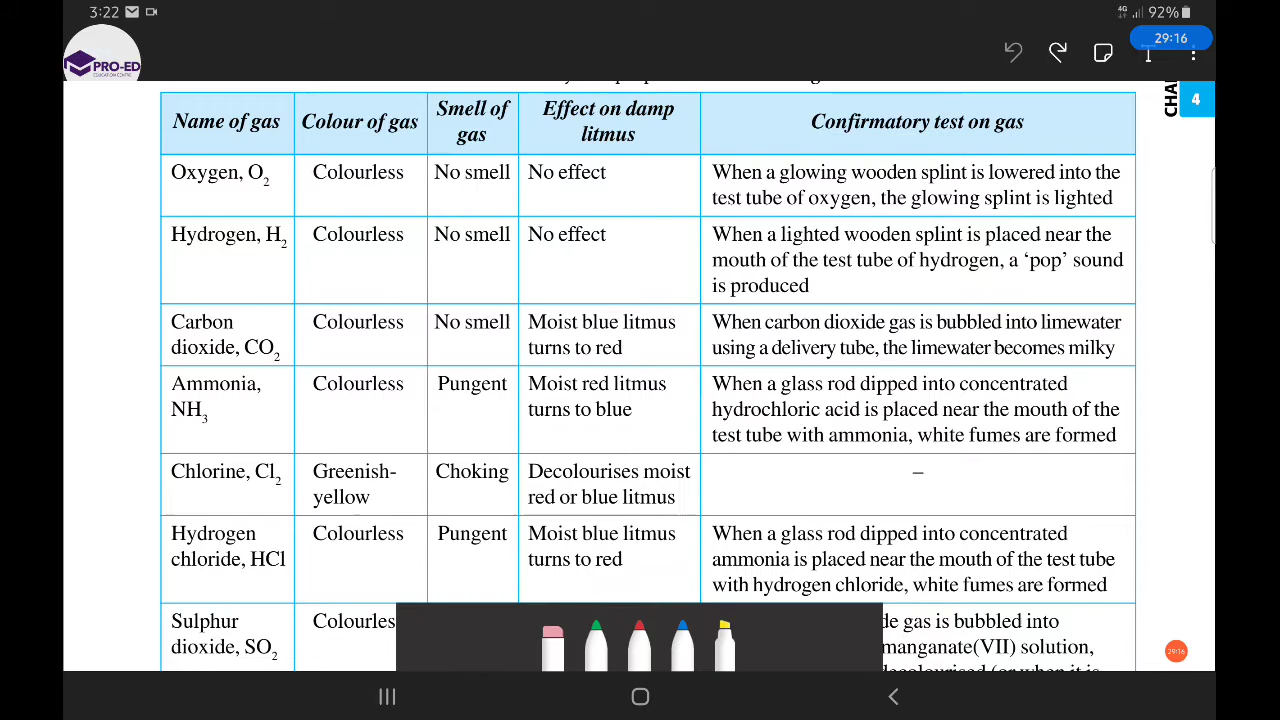 3:22
4G
92%
29:16
PRO-ED
EDUCATION CENTRE
CHA
4
Name of gas
Colour of gas
Smell of
gas
Effect on damp
litmus
Confirmatory test on gas
Oxygen, O₂
Colourless
No smell
No effect
When a glowing wooden splint is lowered into the
test tube of oxygen, the glowing splint is lighted
Hydrogen, H₂
Colourless
No smell
No effect
When a lighted wooden splint is placed near the
mouth of the test tube of hydrogen, a ‘pop’ sound
is produced
Carbon
dioxide, CO₂
Colourless
No smell
Moist blue litmus
turns to red
When carbon dioxide gas is bubbled into limewater
using a delivery tube, the limewater becomes milky
Ammonia,
NH₃
Colourless
Pungent
Moist red litmus
turns to blue
When a glass rod dipped into concentrated
hydrochloric acid is placed near the mouth of the
test tube with ammonia, white fumes are formed
Chlorine, Cl₂
Greenish-
yellow
Choking
Decolourises moist
red or blue litmus
–
Hydrogen
chloride, HCl
Colourless
Pungent
Moist blue litmus
turns to red
When a glass rod dipped into concentrated
ammonia is placed near the mouth of the test tube
with hydrogen chloride, white fumes are formed
Sulphur
dioxide, SO₂
Colourles
de gas is bubbled into
manganate(VII) solution,
29:16